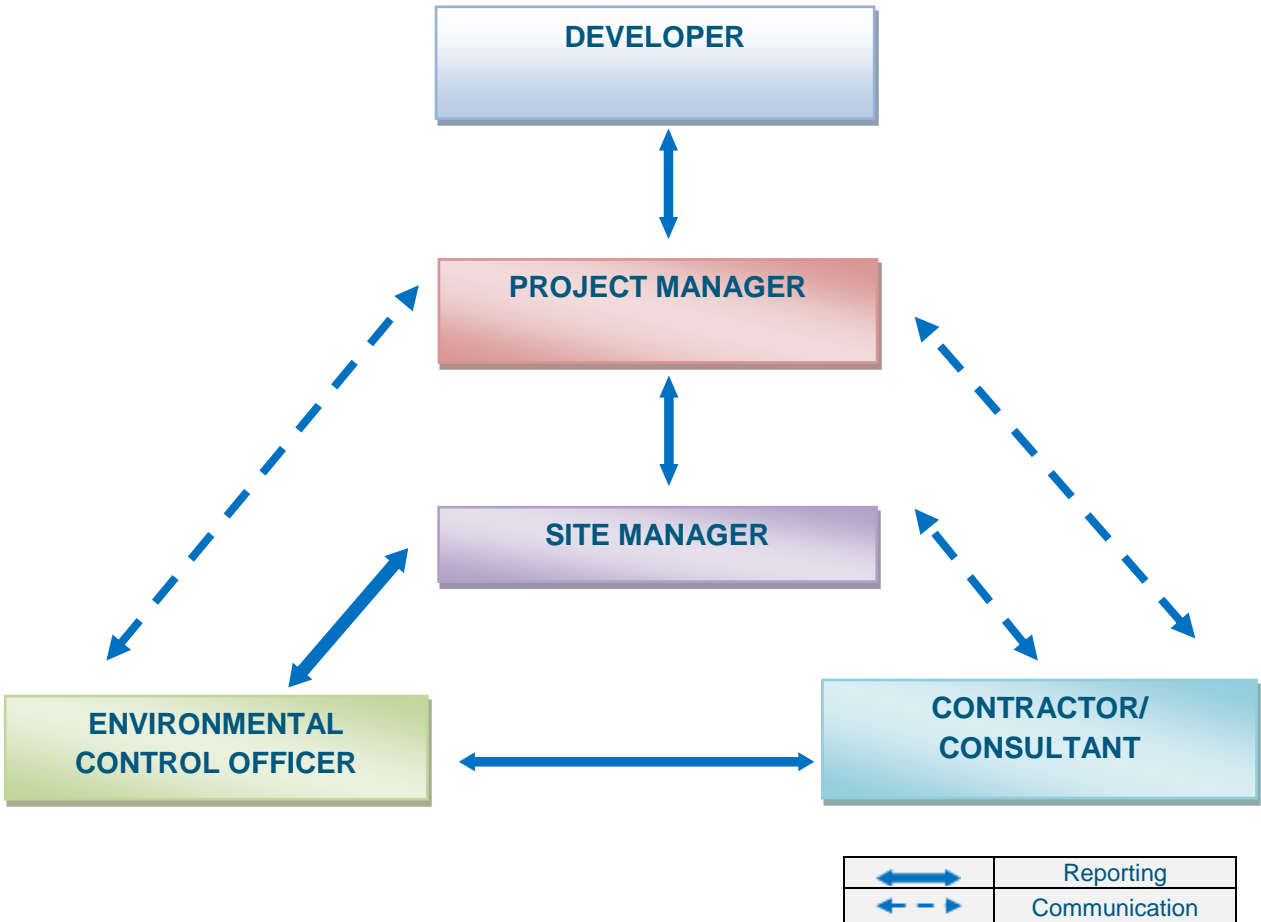 DEVELOPER
PROJECT MANAGER
SITE MANAGER
ENVIRONMENTAL
CONTROL OFFICER
CONTRACTOR/
CONSULTANT
Reporting
Communication